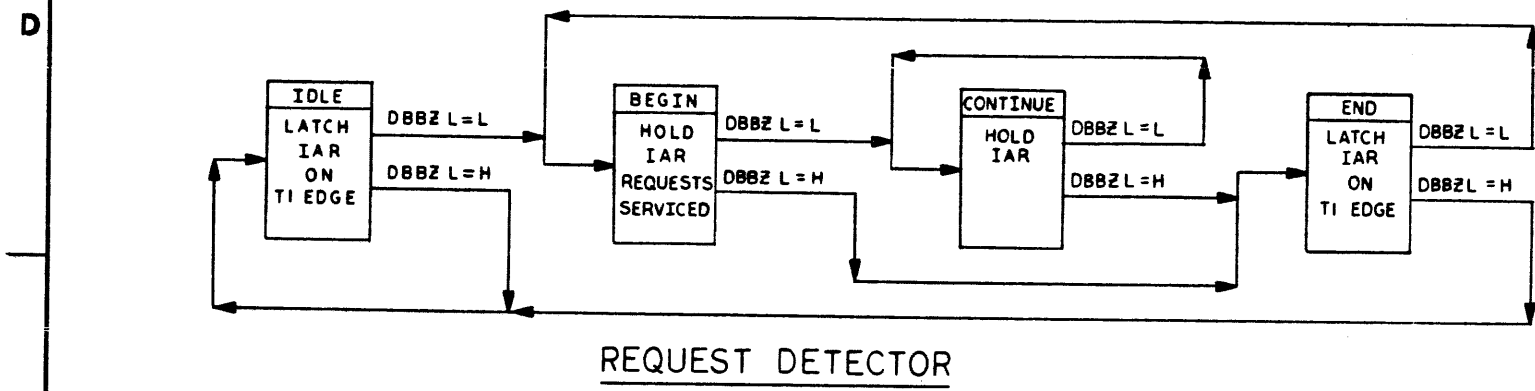 D
IDLE
LATCH
IAR
ON
TI EDGE
DBBZ L=L
DBBZ L=H
BEGIN
HOLD
IAR
REQUESTS
SERVICED
DBBZ L=L
DBBZ L=H
CONTINUE
HOLD
IAR
DBBZ L=L
DBBZ L=H
END
LATCH
IAR
ON
TI EDGE
DBBZ L=L
DBBZ L=H
REQUEST DETECTOR